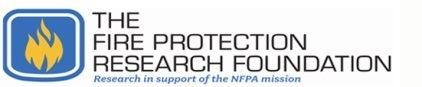 THE
FIRE PROTECTION
RESEARCH FOUNDATION
Research in support of the NFPA mission